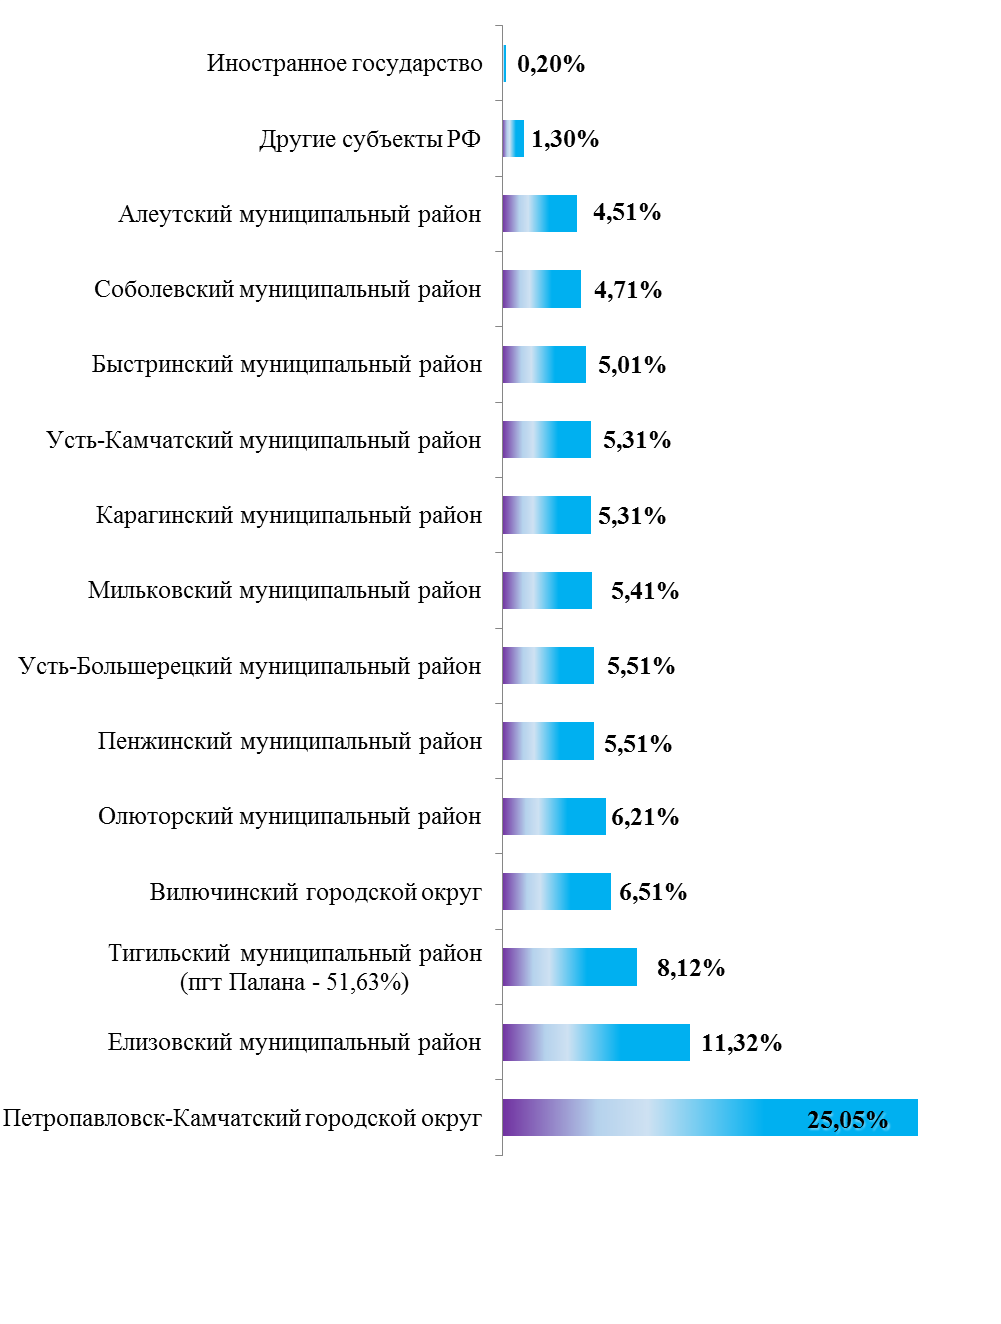 Иностранное государство 0,20%
Другие субъекты РФ 1,30%
Алеутский муниципальный район 4,51%
Соболевский муниципальный район 4,71%
Быстринский муниципальный район 5,01%
Усть-Камчатский муниципальный район 5,31%
Карагинский муниципальный район 5,31%
Мильковский муниципальный район 5,41%
Усть-Большерецкий муниципальный район 5,51%
Пенжинский муниципальный район 5,51%
Олюторский муниципальный район 6,21%
Вилючинский городской округ 6,51%
Тигильский муниципальный район 8,12%
(пгт Палана - 51,63%)
Елизовский муниципальный район 11,32%
Петропавловск-Камчатский городской округ 25,05%